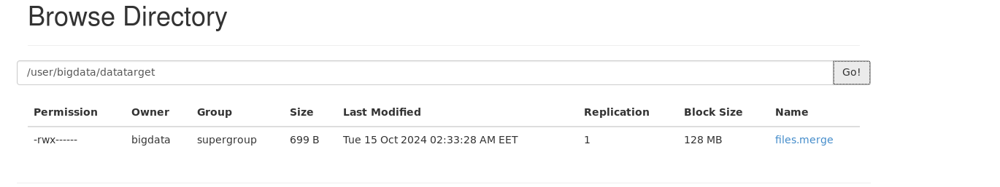 Browse Directory
/user/bigdata/datatarget Go!
Permission Owner Group Size Last Modified Replication Block Size Name
-rwx------ bigdata supergroup 699 B Tue 15 Oct 2024 02:33:28 AM EET 1 128 MB files.merge